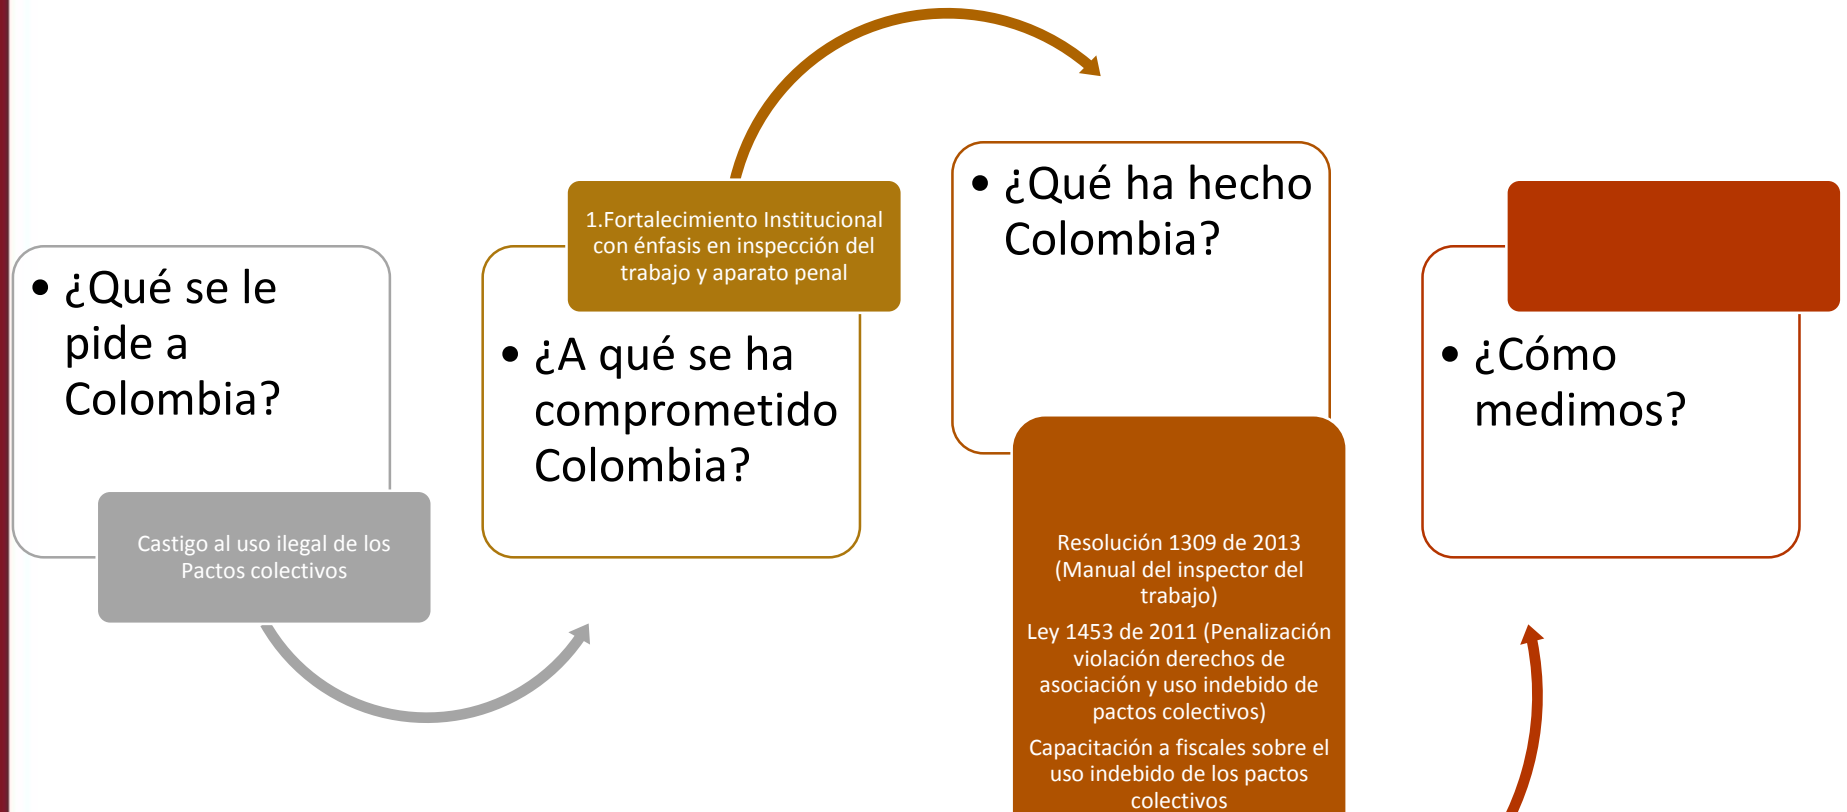 • ¿Qué se le
pide a
Colombia?
Castigo al uso ilegal de los
Pactos colectivos
1.Fortalecimiento Institucional
con énfasis en inspección del
trabajo y aparato penal
• ¿A qué se ha
comprometido
Colombia?
• ¿Qué ha hecho
Colombia?
Resolución 1309 de 2013
(Manual del inspector del
trabajo)
Ley 1453 de 2011 (Penalización
violación derechos de
asociación y uso indebido de
pactos colectivos)
Capacitación a fiscales sobre el
uso indebido de los pactos
colectivos
• ¿Cómo
medimos?